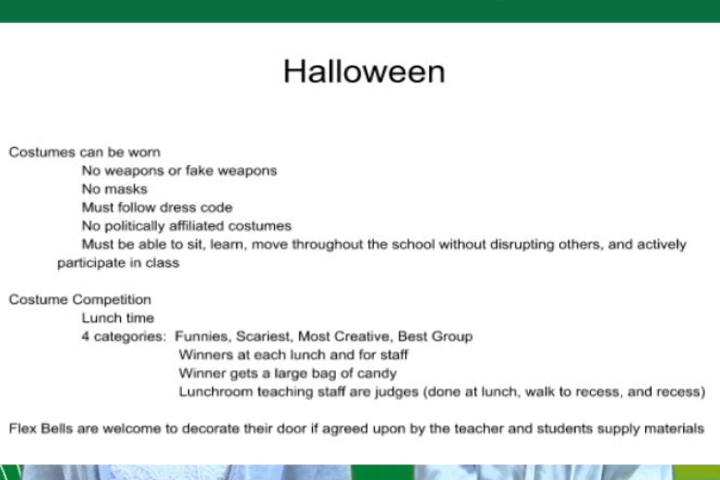 Halloween
Costumes can be worn
No weapons or fake weapons
No masks
Must follow dress code
No politically affiliated costumes
Must be able to sit, learn, move throughout the school without disrupting others, and actively
participate in class
Costume Competition
Lunch time
4 categories: Funnies, Scariest, Most Creative, Best Group
Winners at each lunch and for staff
Winner gets a large bag of candy
Lunchroom teaching staff are judges (done at lunch, walk to recess, and recess)
Flex Bells are welcome to decorate their door if agreed upon by the teacher and students supply materials